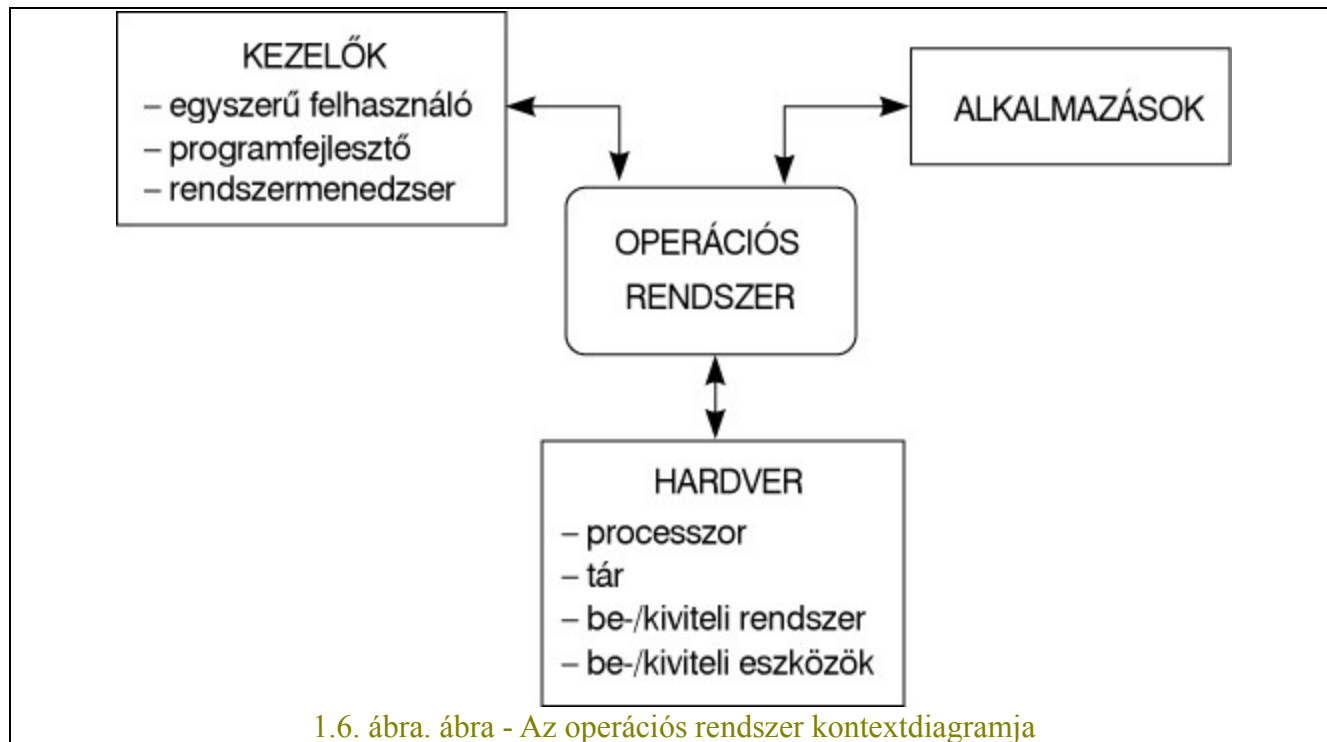 KEZELŐK
– egyszerű felhasználó
– programfejlesztő
– rendszermenedzser
ALKALMAZÁSOK
OPERÁCIÓS
RENDSZER
HARDVER
– processzor
– tár
– be-/kiviteli rendszer
– be-/kiviteli eszközök
1.6. ábra. ábra - Az operációs rendszer kontextdiagramja